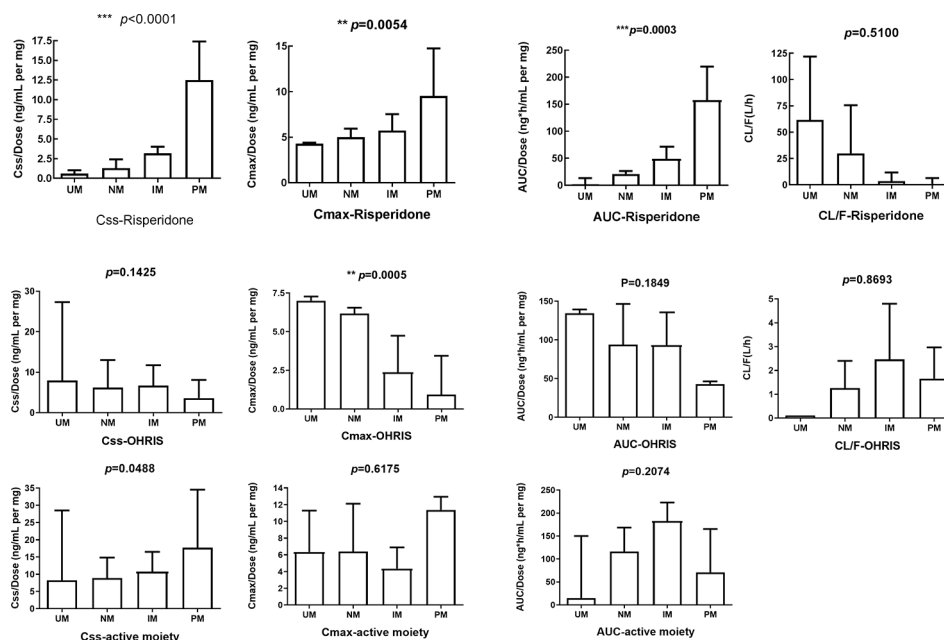 *** p<0.0001
Css/Dose (ng/mL per mg)
17.5
15.0
12.5
10.0
7.5
5.0
2.5
0.0
UM NM IM PM
Css-Risperidone
** p=0.0054
Cmax/Dose (ng/mL per mg)
15
10
5
0
UM NM IM PM
Cmax-Risperidone
***p=0.0003
AUC/Dose (ng*h/mL per mg)
250
200
150
100
50
0
UM NM IM PM
AUC-Risperidone
p=0.5100
CL/F(L/h)
125
100
75
50
25
0
UM NM IM PM
CL/F-Risperidone
p=0.1425
Css/Dose (ng/mL per mg)
30
20
10
0
UM NM IM PM
Css-OHRIS
** p=0.0005
Cmax/Dose (ng/mL per mg)
7.5
5.0
2.5
0.0
UM NM IM PM
Cmax-OHRIS
P=0.1849
AUC/Dose (ng*h/mL per mg)
150
100
50
0
UM NM IM PM
AUC-OHRIS
p=0.8693
CL/F(L/h)
5
4
3
2
1
0
UM NM IM PM
CL/F-OHRIS
p=0.0488
Css/Dose (ng/mL per mg)
35
30
25
20
15
10
5
0
UM NM IM PM
Css-active moiety
p=0.6175
Cmax/Dose (ng/mL per mg)
14
12
10
8
6
4
2
0
UM NM IM PM
Cmax-active moiety
p=0.2074
AUC/Dose (ng*h/mL per mg)
250
200
150
100
50
0
UM NM IM PM
AUC-active moiety